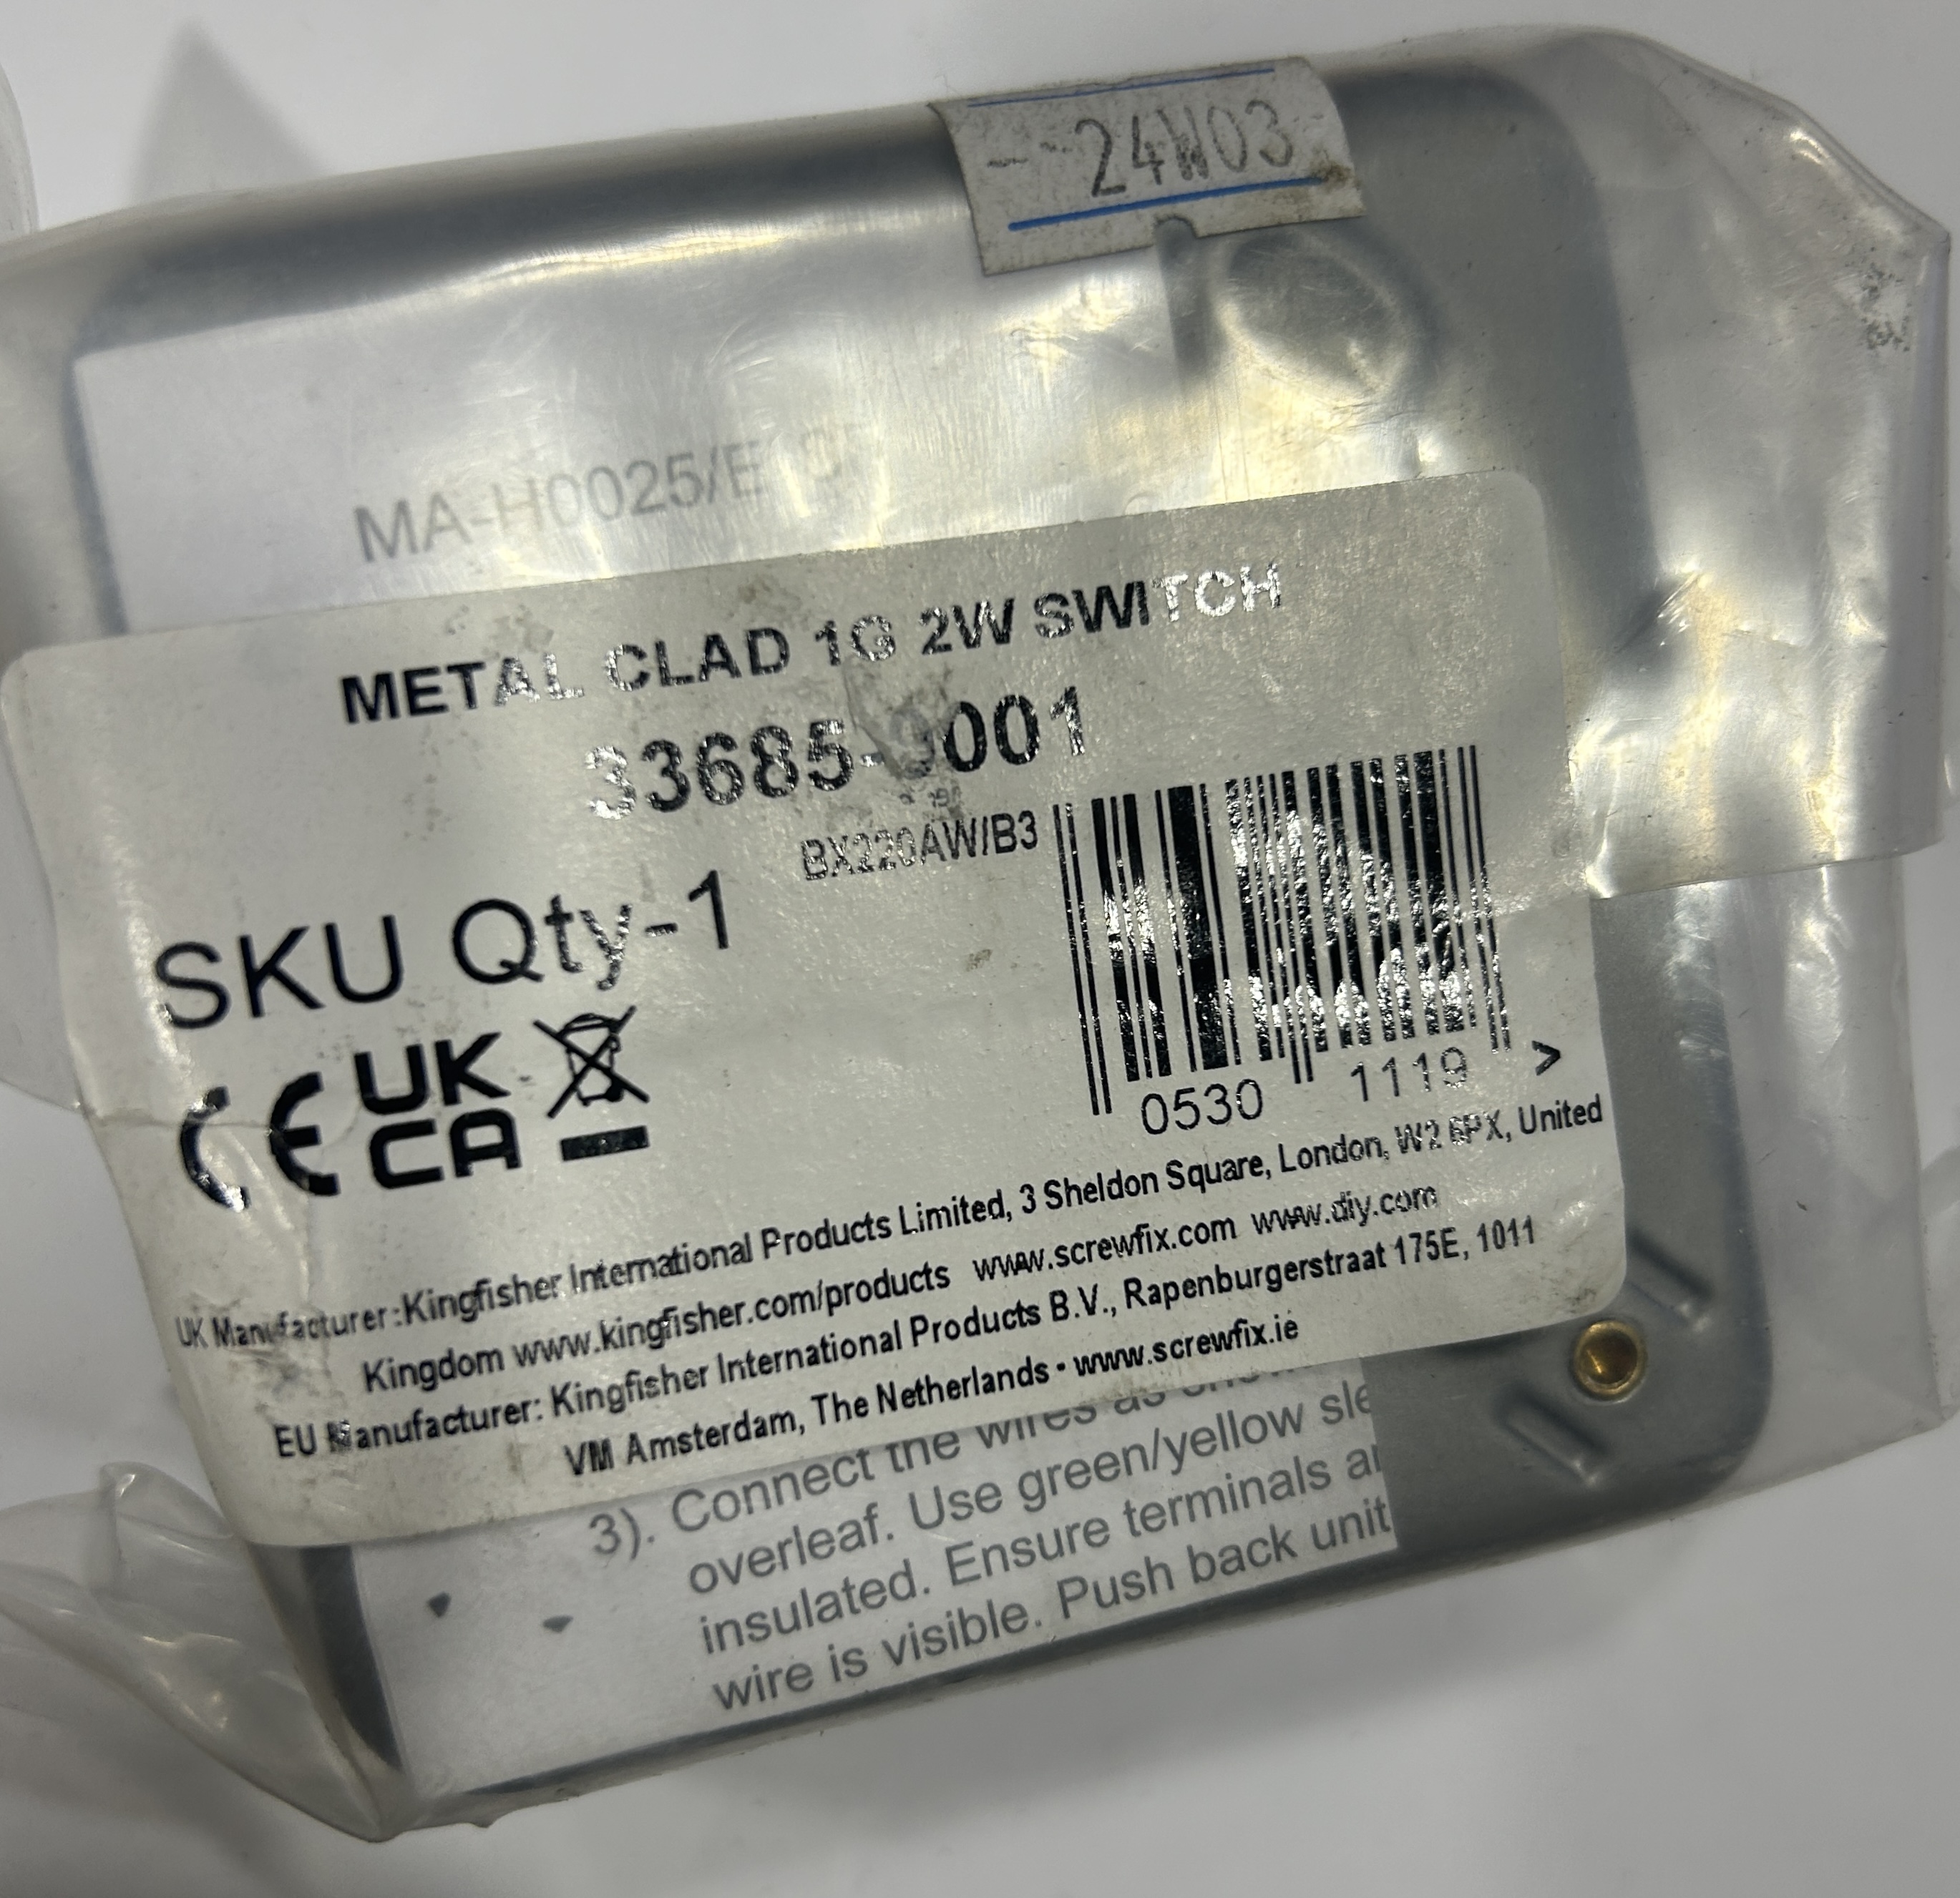 24W03
MA-H0025/E
METAL CLAD 1G 2W SWITCH
33685-0001
BX220AW/B3
SKU Qty-1
CE UK
CA
0530 1119 >
UK Manufacturer:Kingfisher International Products Limited, 3 Sheldon Square, London, W2 6PX, United
Kingdom www.kingfisher.com/products www.screwfix.com www.diy.com
EU Manufacturer: Kingfisher International Products B.V., Rapenburgerstraat 175E, 1011
VM Amsterdam, The Netherlands · www.screwfix.ie
3). Connect the wires as
overleaf. Use green/yellow sle
insulated. Ensure terminals
wire is visible. Push back unit